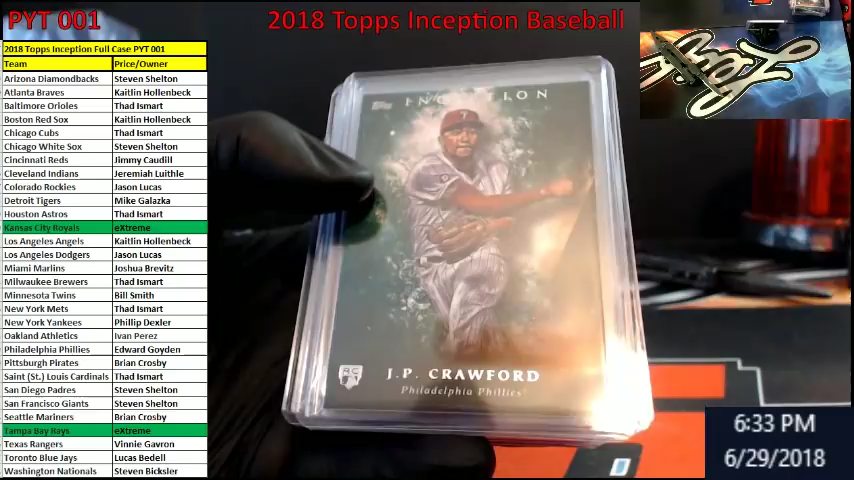 PYT 001
2018 Topps Inception Baseball
2018 Topps Inception Full Case PYT 001
Team Price/Owner
Arizona Diamondbacks Steven Shelton
Atlanta Braves Kaitlin Hollenbeck
Baltimore Orioles Thad Ismart
Boston Red Sox Kaitlin Hollenbeck
Chicago Cubs Thad Ismart
Chicago White Sox Steven Shelton
Cincinnati Reds Jimmy Caudill
Cleveland Indians Jeremiah Luithle
Colorado Rockies Jason Lucas
Detroit Tigers Mike Galazka
Houston Astros Thad Ismart
Kansas City Royals eXtreme
Los Angeles Angels Kaitlin Hollenbeck
Los Angeles Dodgers Jason Lucas
Miami Marlins Joshua Brevitz
Milwaukee Brewers Thad Ismart
Minnesota Twins Bill Smith
New York Mets Thad Ismart
New York Yankees Phillip Dexler
Oakland Athletics Ivan Perez
Philadelphia Phillies Edward Goyden
Pittsburgh Pirates Brian Crosby
Saint (St.) Louis Cardinals Thad Ismart
San Diego Padres Steven Shelton
San Francisco Giants Steven Shelton
Seattle Mariners Brian Crosby
Tampa Bay Rays eXtreme
Texas Rangers Vinnie Gavron
Toronto Blue Jays Lucas Bedell
Washington Nationals Steven Bicksler
Topps
INCEPTION
RC
J.P. CRAWFORD
Philadelphia Phillies
6:33 PM
6/29/2018